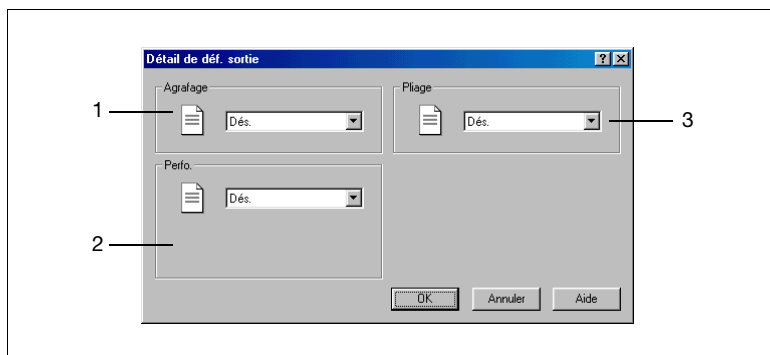 Détail de déf. sortie
Agrafage
Pliage
1
Dés.
Dés.
3
Perfo.
Dés.
2
OK
Annuler
Aide